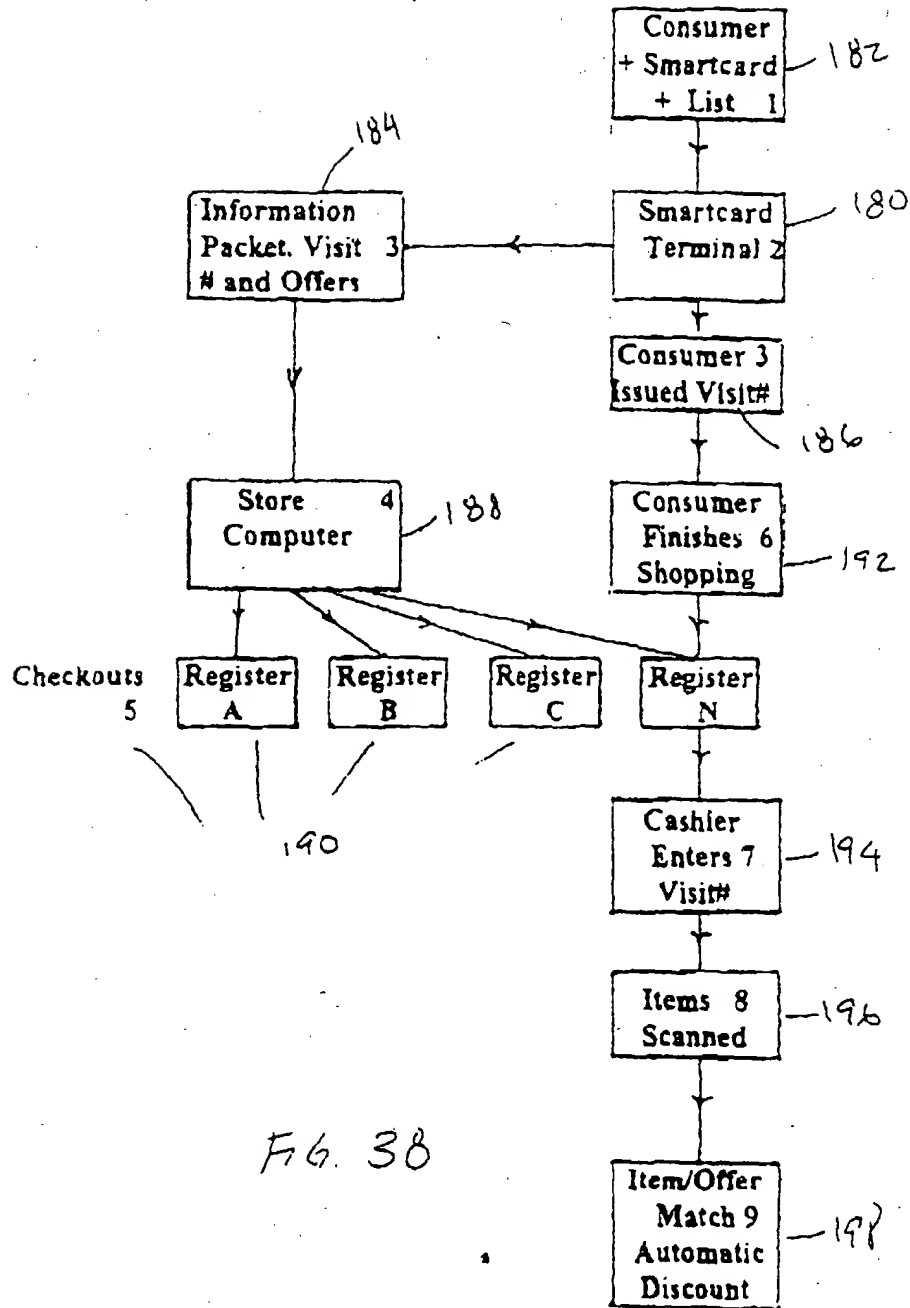 Consumer
+ Smartcard
+ List 1
182
184
Information
Packet. Visit 3
# and Offers
Smartcard
Terminal 2
180
Consumer 3
Issued Visit#
186
Store 4
Computer
188
Consumer
Finishes 6
Shopping
192
Checkouts
5
Register
A
Register
B
Register
C
Register
N
190
Cashier
Enters 7
Visit#
194
Items 8
Scanned
196
FIG. 38
Item/Offer
Match 9
Automatic
Discount
198